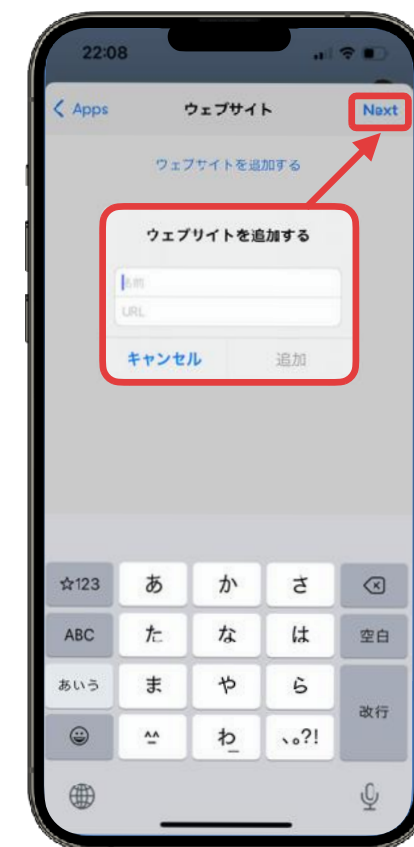 22:08
Apps
ウェブサイト
Next
ウェブサイトを追加する
ウェブサイトを追加する
名前
URL
キャンセル
追加
☆123
あ
か
さ
ABC
た
な
は
空白
あいう
ま
や
ら
改行
^^
わ_
、。?!